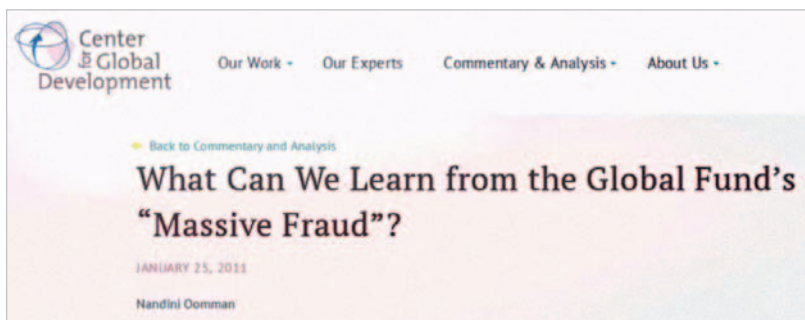 Center
for Global
Development
Our Work
Our Experts
Commentary & Analysis
About Us
Back to Commentary and Analysis
What Can We Learn from the Global Fund's
“Massive Fraud”?
JANUARY 25, 2011
Nandini Oomman